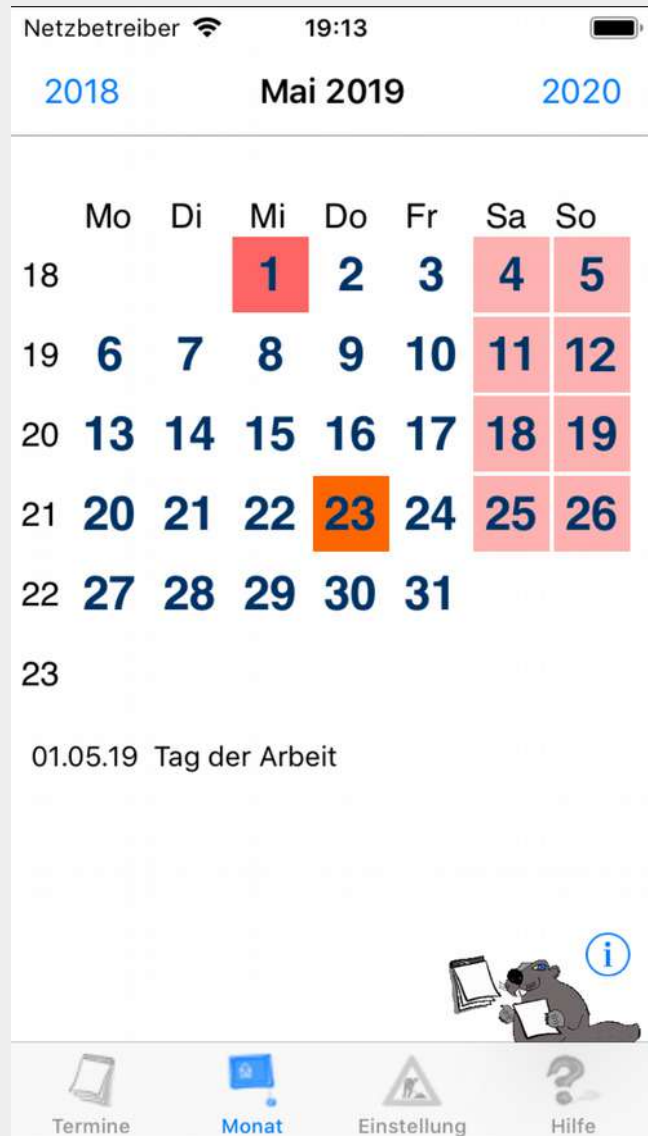 Netzbetreiber 19:13
2018 Mai 2019 2020
Mo Di Mi Do Fr Sa So
18 1 2 3 4 5
19 6 7 8 9 10 11 12
20 13 14 15 16 17 18 19
21 20 21 22 23 24 25 26
22 27 28 29 30 31
23
01.05.19 Tag der Arbeit
i
Termine Monat Einstellung Hilfe